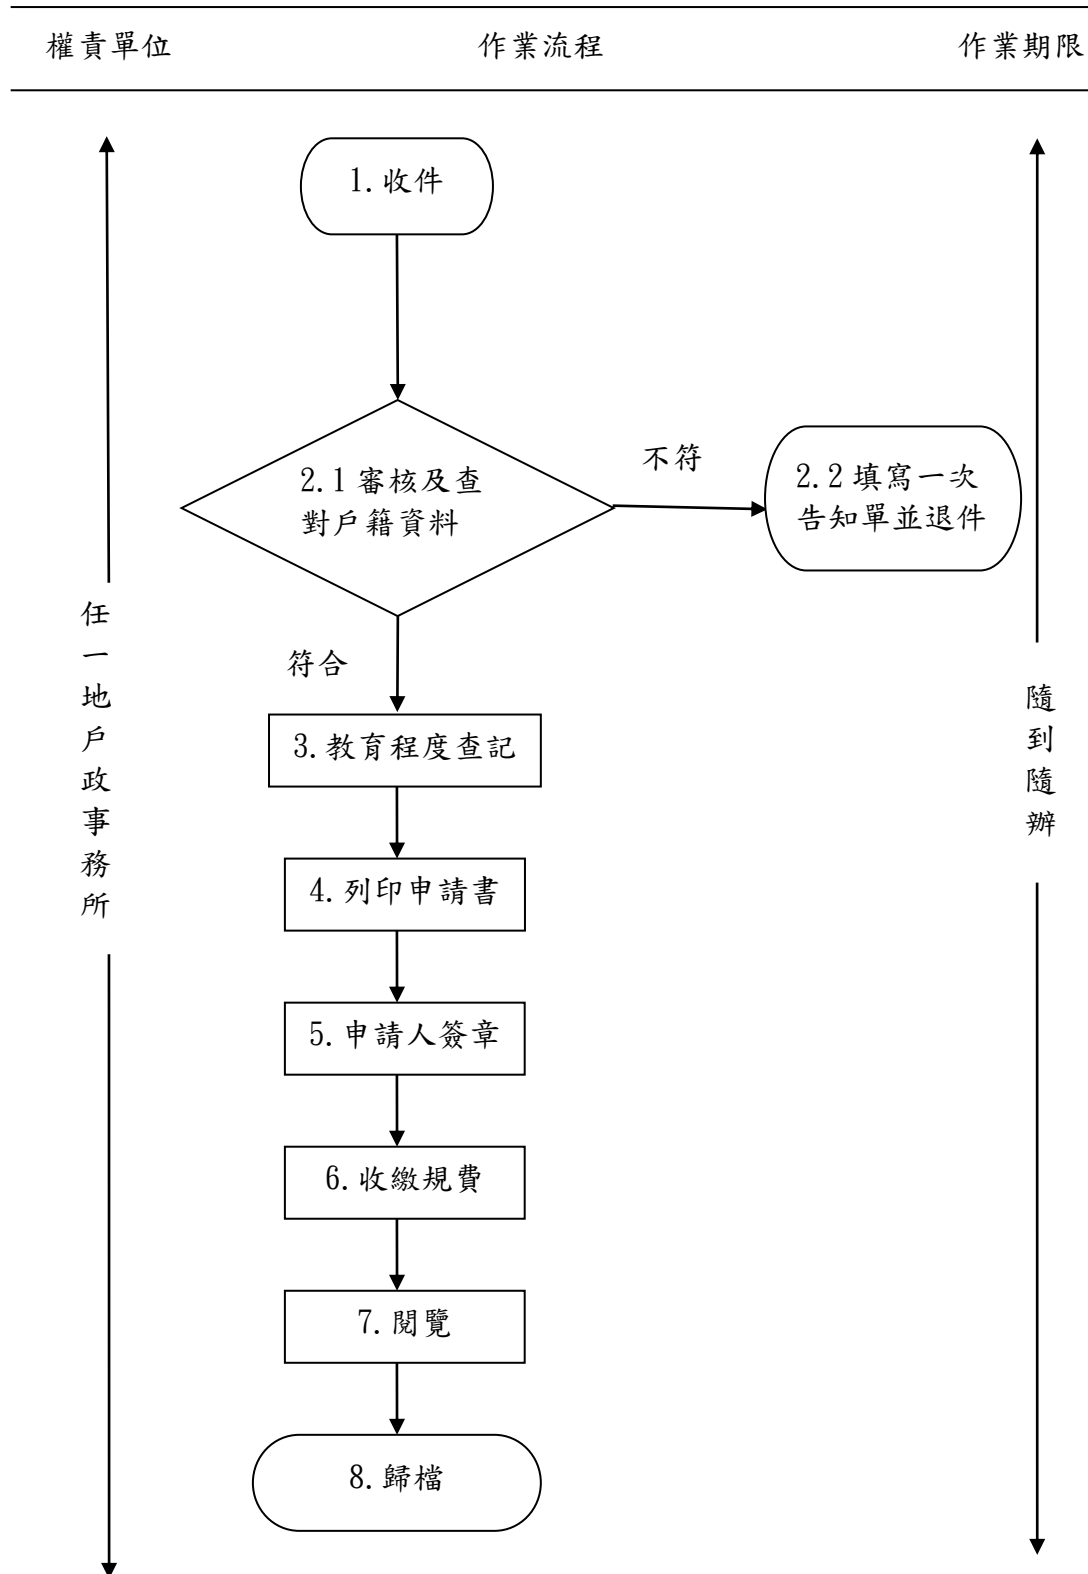 權責單位 作業流程 作業期限
1.收件
2.1 審核及查
對戶籍資料
不符
2.2 填寫一次
告知單並退件
符合
3.教育程度查記
4.列印申請書
5.申請人簽章
6.收繳規費
7.閱覽
8.歸檔
任一地戶政事務所
隨到隨辦